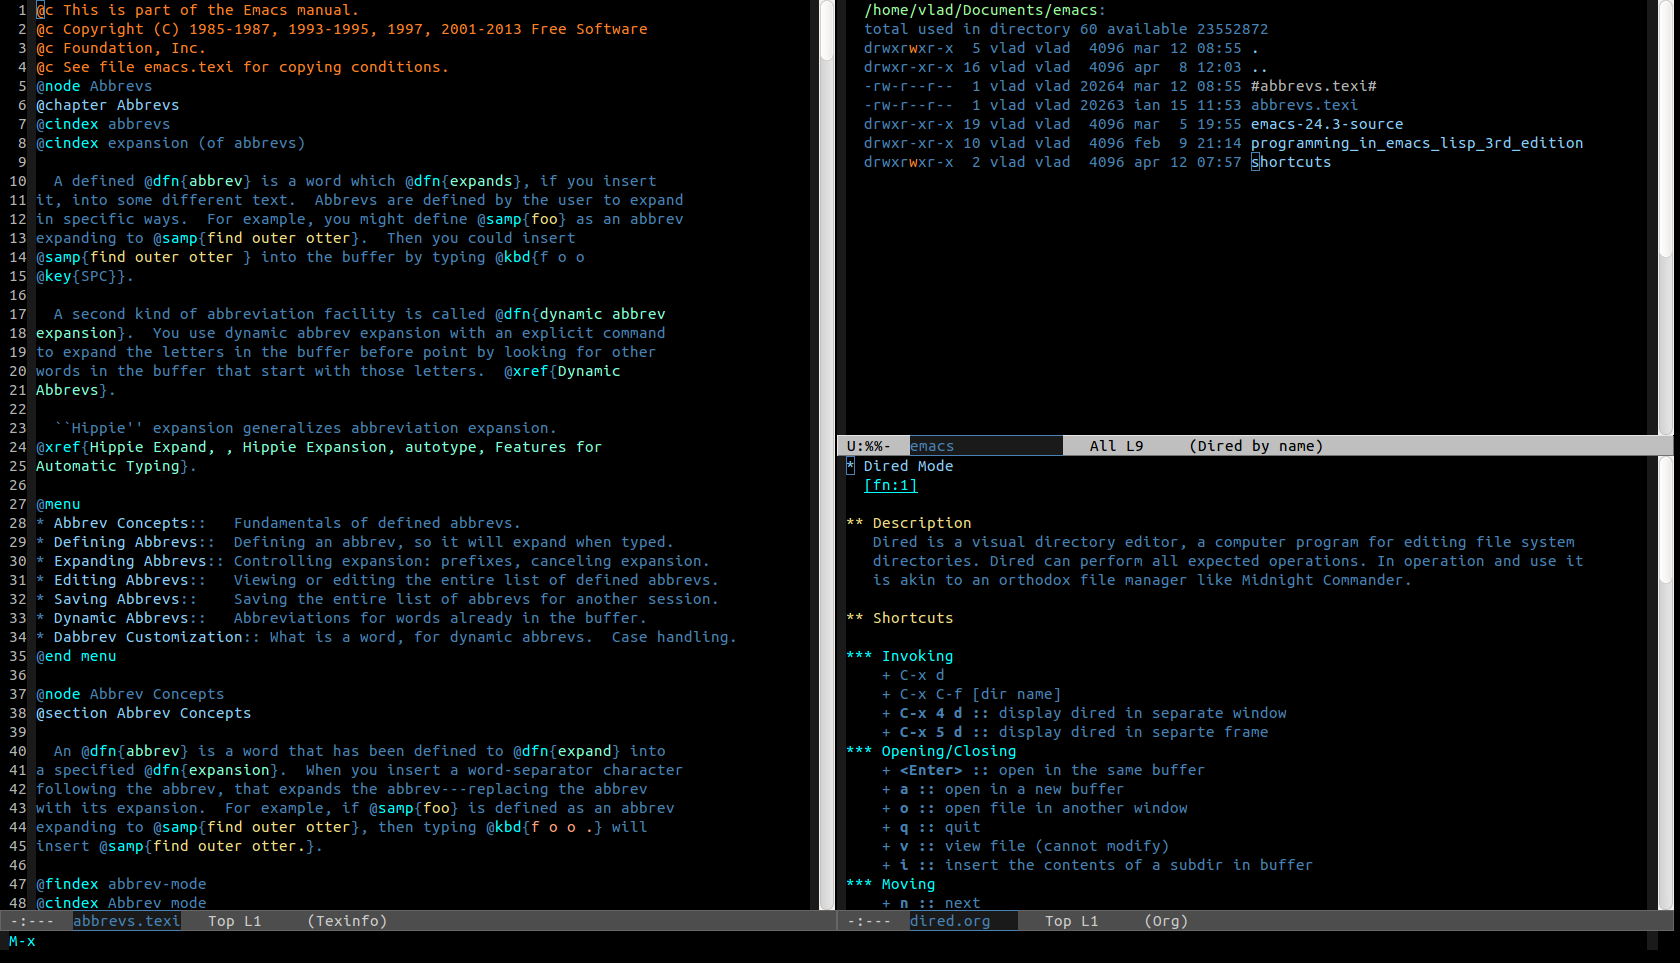 1 @c This is part of the Emacs manual.
2 @c Copyright (C) 1985-1987, 1993-1995, 1997, 2001-2013 Free Software
3 @c Foundation, Inc.
4 @c See file emacs.texi for copying conditions.
5 @node Abbrevs
6 @chapter Abbrevs
7 @cindex abbrevs
8 @cindex expansion (of abbrevs)
9
10   A defined @dfn{abbrev} is a word which @dfn{expands}, if you insert
11 it, into some different text.  Abbrevs are defined by the user to expand
12 in specific ways.  For example, you might define @samp{foo} as an abbrev
13 expanding to @samp{find outer otter}.  Then you could insert
14 @samp{find outer otter } into the buffer by typing @kbd{f o o
15 @key{SPC}}.
16
17   A second kind of abbreviation facility is called @dfn{dynamic abbrev
18 expansion}.  You use dynamic abbrev expansion with an explicit command
19 to expand the letters in the buffer before point by looking for other
20 words in the buffer that start with those letters.  @xref{Dynamic
21 Abbrevs}.
22
23   ``Hippie'' expansion generalizes abbreviation expansion.
24 @xref{Hippie Expand, , Hippie Expansion, autotype, Features for
25 Automatic Typing}.
26
27 @menu
28 * Abbrev Concepts::   Fundamentals of defined abbrevs.
29 * Defining Abbrevs::  Defining an abbrev, so it will expand when typed.
30 * Expanding Abbrevs:: Controlling expansion: prefixes, canceling expansion.
31 * Editing Abbrevs::   Viewing or editing the entire list of defined abbrevs.
32 * Saving Abbrevs::    Saving the entire list of abbrevs for another session.
33 * Dynamic Abbrevs::   Abbreviations for words already in the buffer.
34 * Dabbrev Customization:: What is a word, for dynamic abbrevs.  Case handling.
35 @end menu
36
37 @node Abbrev Concepts
38 @section Abbrev Concepts
39
40   An @dfn{abbrev} is a word that has been defined to @dfn{expand} into
41 a specified @dfn{expansion}.  When you insert a word-separator character
42 following the abbrev, that expands the abbrev---replacing the abbrev
43 with its expansion.  For example, if @samp{foo} is defined as an abbrev
44 expanding to @samp{find outer otter}, then typing @kbd{f o o .} will
45 insert @samp{find outer otter.}.
46
47 @findex abbrev-mode
48 @cindex Abbrev mode
-:---  abbrevs.texi   Top L1     (Texinfo)
M-x
/home/vlad/Documents/emacs:
total used in directory 60 available 23552872
drwxrwxr-x  5 vlad vlad  4096 mar 12 08:55 .
drwxr-xr-x 16 vlad vlad  4096 apr  8 12:03 ..
-rw-r--r--  1 vlad vlad 20264 mar 12 08:55 #abbrevs.texi#
-rw-r--r--  1 vlad vlad 20263 ian 15 11:53 abbrevs.texi
drwxr-xr-x 19 vlad vlad  4096 mar  5 19:55 emacs-24.3-source
drwxr-xr-x 10 vlad vlad  4096 feb  9 21:14 programming_in_emacs_lisp_3rd_edition
drwxrwxr-x  2 vlad vlad  4096 apr 12 07:57 shortcuts
U:%%-  emacs   All L9     (Dired by name)
* Dired Mode
[fn:1]

** Description
Dired is a visual directory editor, a computer program for editing file system
directories. Dired can perform all expected operations. In operation and use it
is akin to an orthodox file manager like Midnight Commander.

** Shortcuts

*** Invoking
+ C-x d
+ C-x C-f [dir name]
+ C-x 4 d :: display dired in separate window
+ C-x 5 d :: display dired in separte frame
*** Opening/Closing
+ <Enter> :: open in the same buffer
+ a :: open in a new buffer
+ o :: open file in another window
+ q :: quit
+ v :: view file (cannot modify)
+ i :: insert the contents of a subdir in buffer
*** Moving
+ n :: next
-:---  dired.org   Top L1     (Org)